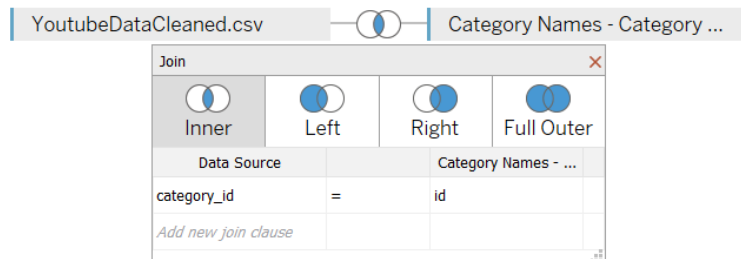 YoutubeDataCleaned.csv Category Names - Category ...
Join
Inner Left Right Full Outer
Data Source Category Names - ...
category_id = id
Add new join clause